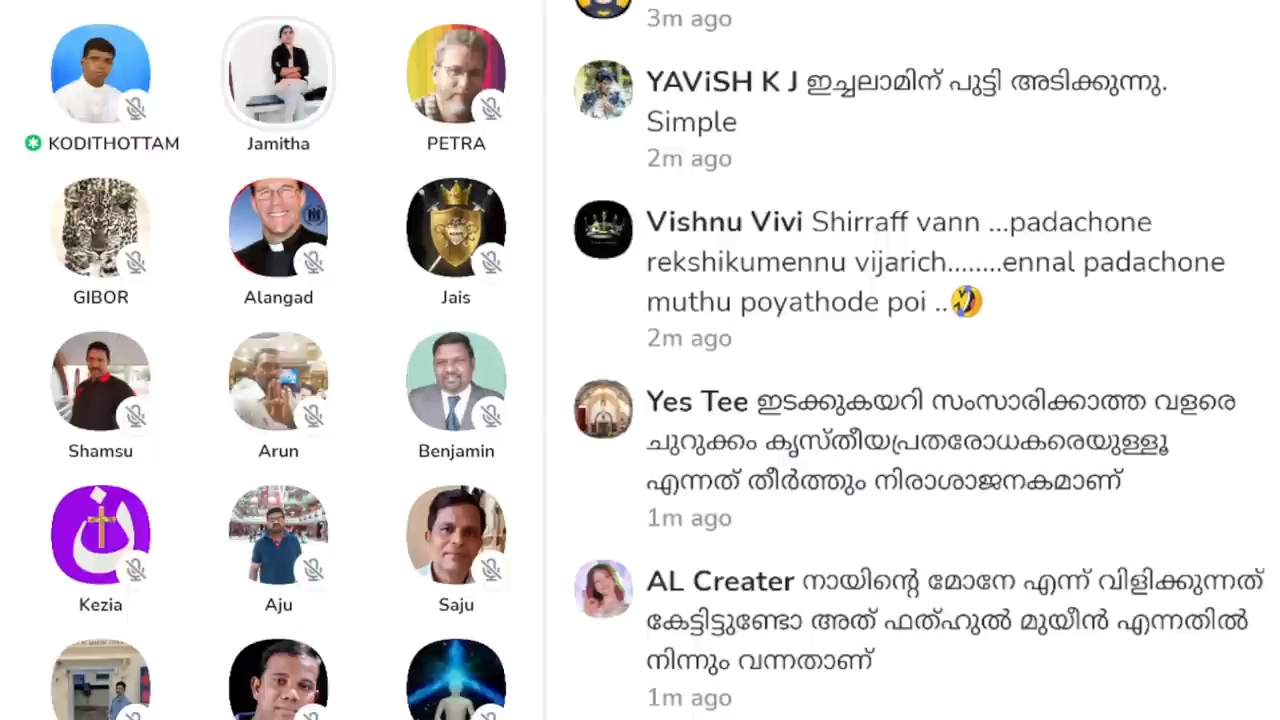 KODITHOTTAM
Jamitha
PETRA
GIBOR
Alangad
Jais
Shamsu
Arun
Benjamin
Kezia
Aju
Saju
3m ago
YAViSH K J ഇച്ചലാമിന് പുട്ടി അടിക്കുന്നു.
Simple
2m ago
Vishnu Vivi Shirraff vann ...padachone
rekshikumennu vijarich........ennal padachone
muthu poyathode poi ..🤣
2m ago
Yes Tee ഇടക്കുകയറി സംസാരിക്കാത്ത വളരെ
ചുറുക്കം കൃസ്തീയപ്രതരോധകരെയുള്ളൂ
എന്നത് തീർത്തും നിരാശാജനകമാണ്
1m ago
AL Creater നായിന്റെ മോനേ എന്ന് വിളിക്കുന്നത്
കേട്ടിട്ടുണ്ടോ അത് ഫത്ഹുൽ മുയീൻ എന്നതിൽ
നിന്നും വന്നതാണ്
1m ago